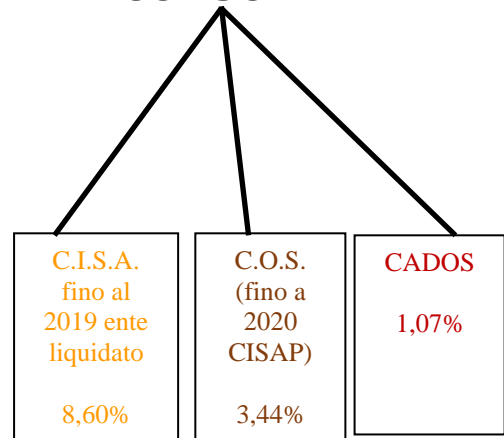 C.I.S.A.
fino al
2019 ente
liquidato
8,60%
C.O.S.
(fino a
2020
CISAP)
3,44%
CADOS
1,07%